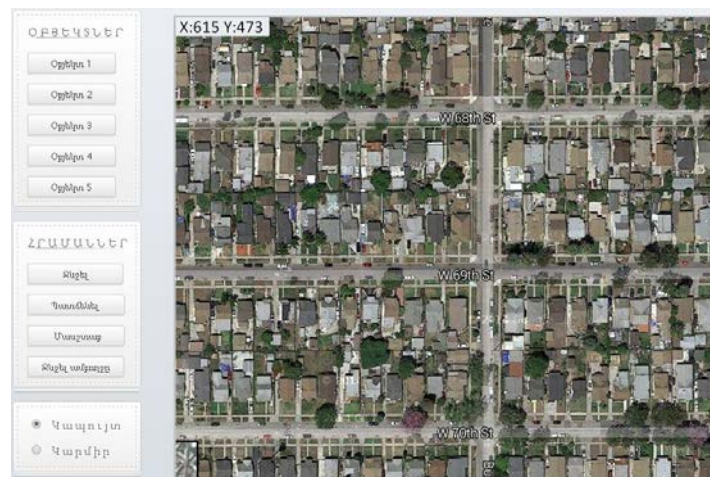 ՕԲՅԵԿՏՆԵՐ
Օբյեկտ 1
Օբյեկտ 2
Օբյեկտ 3
Օբյեկտ 4
Օբյեկտ 5
ՀՐԱՄԱՆՆԵՐ
Ջնջել
Պատճենել
Մասշտաբ
Ջնջել ամբողջը
Կապույտ
Կարմիր
X:615 Y:473
W 68th St
W 69th St
W 70th St